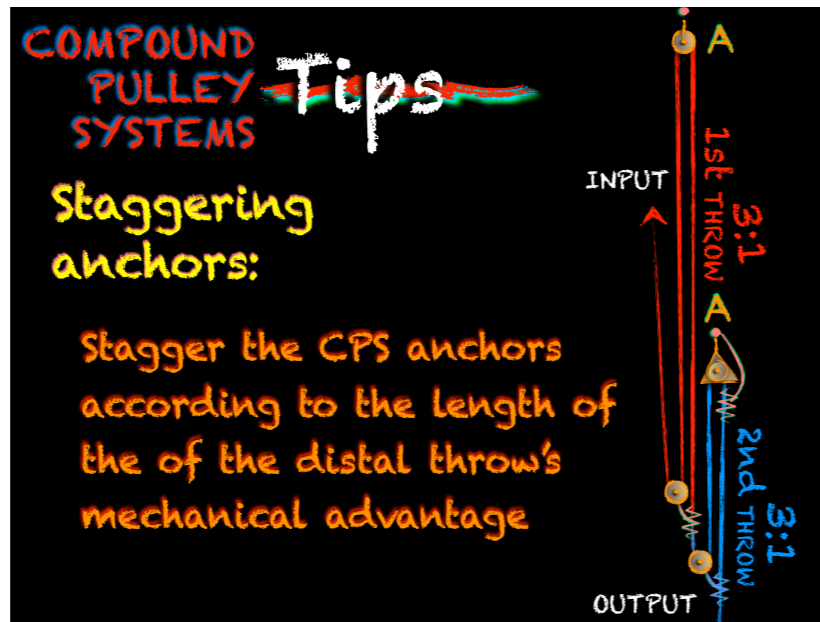 COMPOUND
PULLEY
SYSTEMS
Tips
Staggering
anchors:
Stagger the CPS anchors
according to the length of
the of the distal throw's
mechanical advantage
A
INPUT
3:1
1st THROW
A
3:1
2nd THROW
OUTPUT